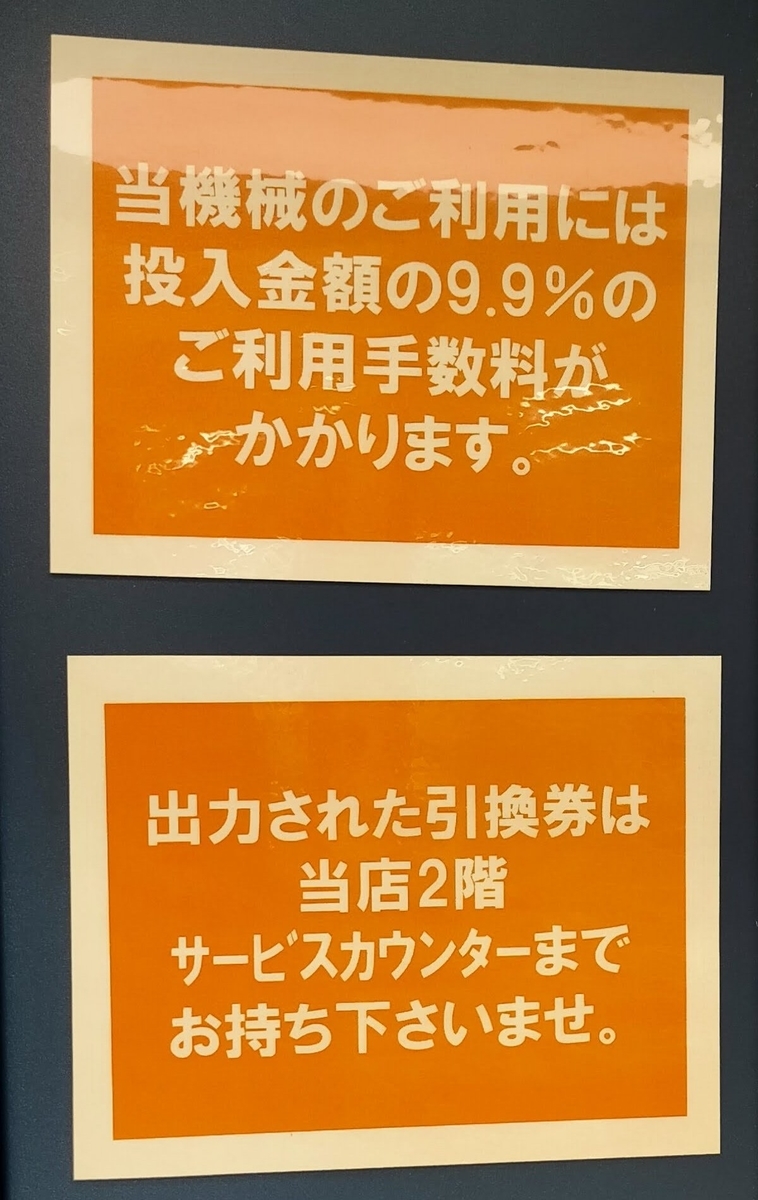 当機械のご利用には
投入金額の9.9%の
ご利用手数料が
かかります。
出力された引換券は
当店2階
サービスカウンターまで
お持ち下さいませ。